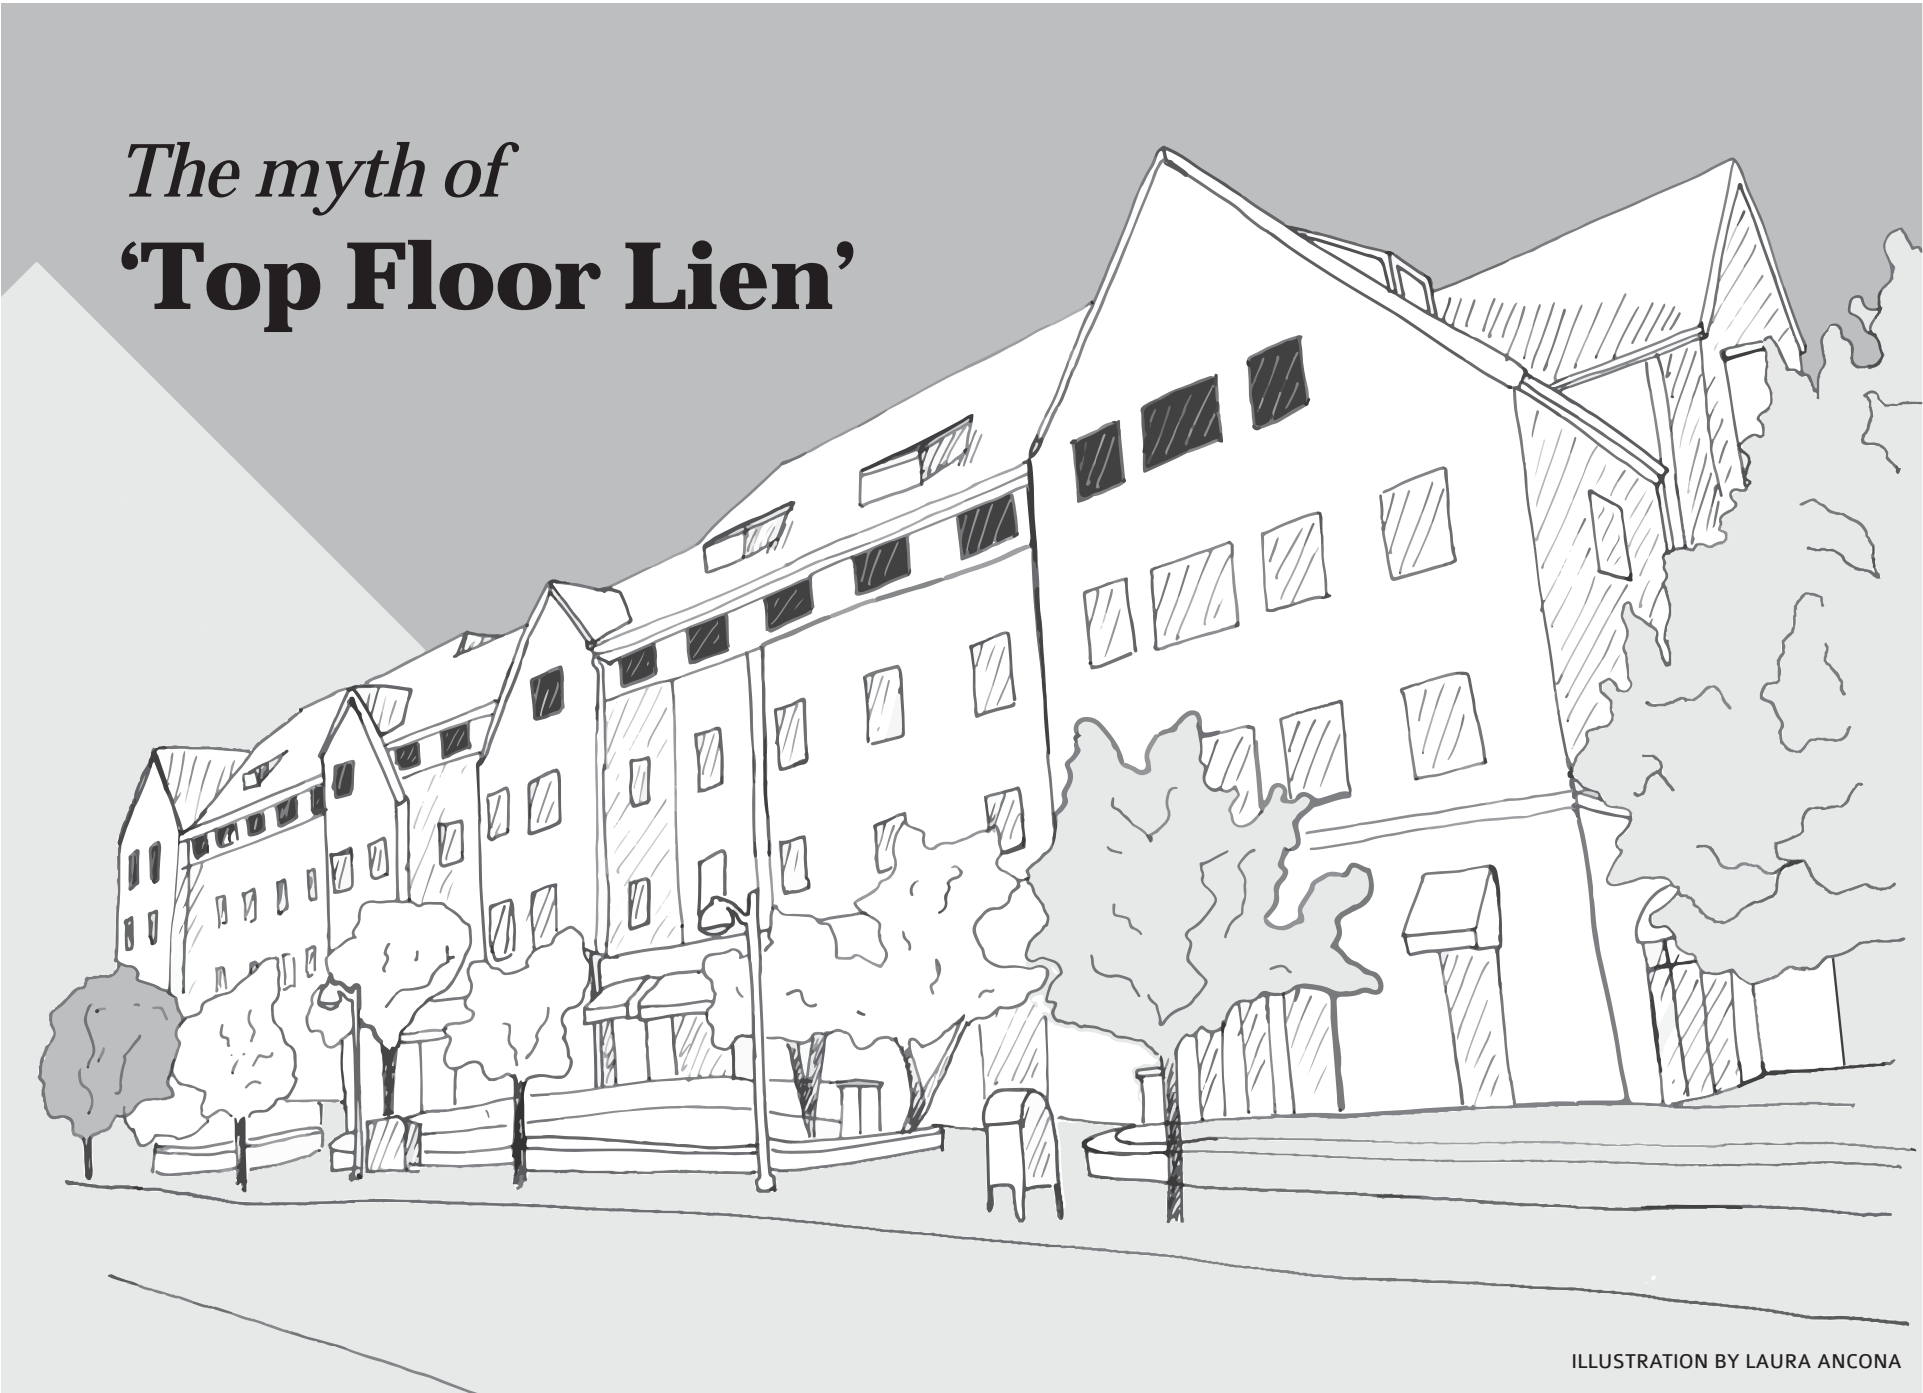 The myth of
‘Top Floor Lien’
ILLUSTRATION BY LAURA ANCONA